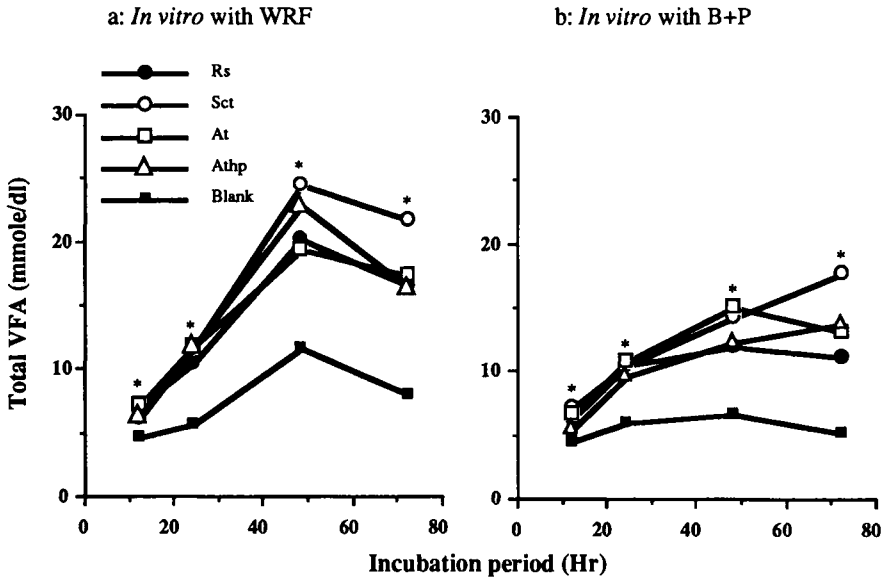 a: In vitro with WRF
b: In vitro with B+P
Rs
Sct
At
Athp
Blank
Total VFA (mmole/dl)
30
20
10
0
* * * *
0 20 40 60 80
30
20
10
0
* * * *
0 20 40 60 80
Incubation period (Hr)